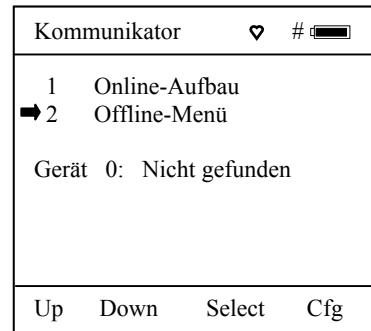 Kommunikator ♥ #
1 Online-Aufbau
2 Offline-Menü
Gerät 0: Nicht gefunden
Up Down Select Cfg